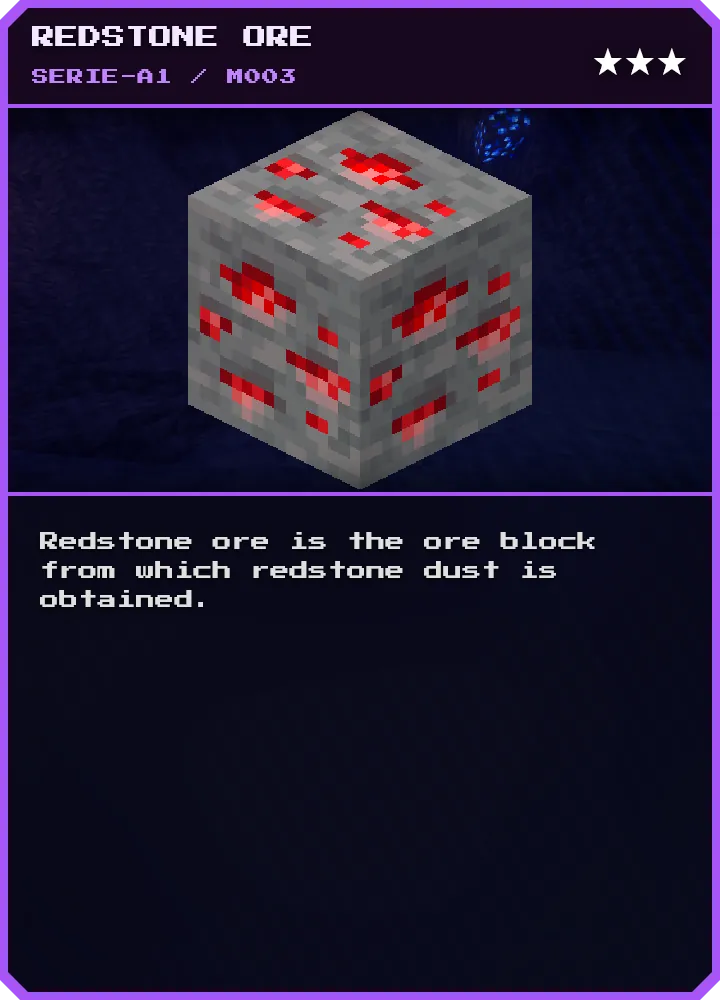 REDSTONE ORE
SERIE-A1 / M003
★★★
Redstone ore is the ore block
from which redstone dust is
obtained.